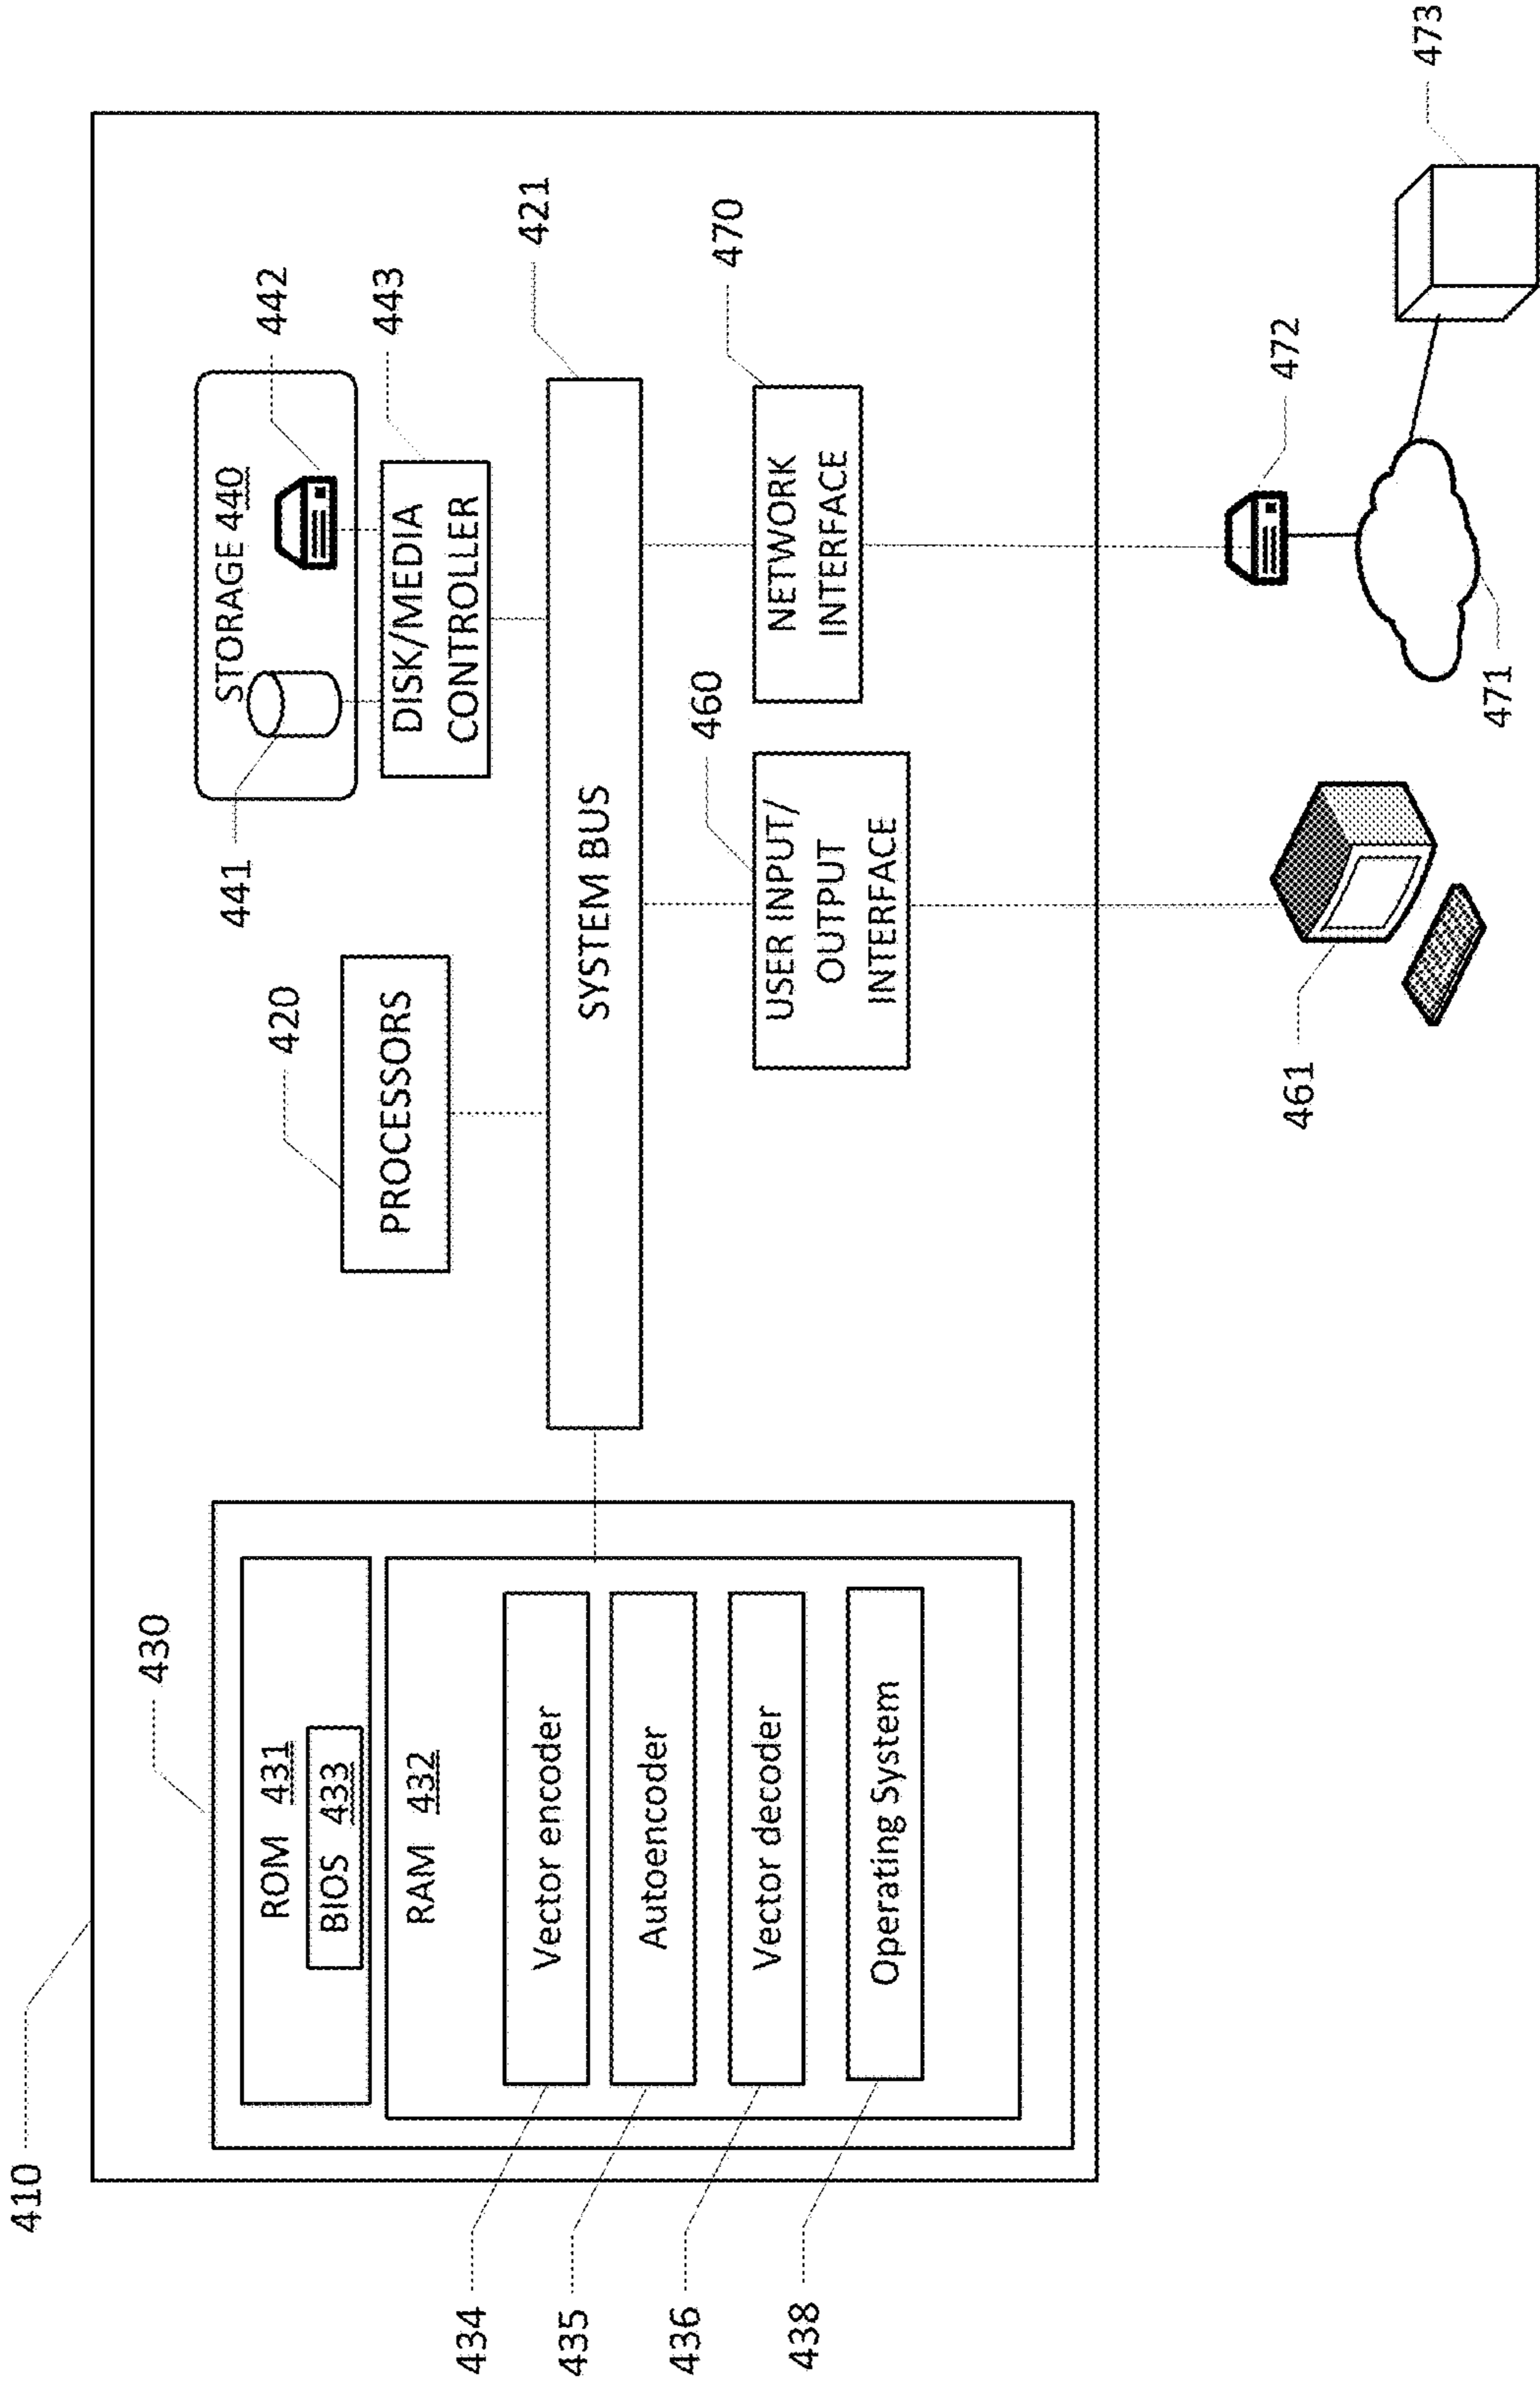 410
430
ROM 431
BIOS 433
RAM 432
Vector encoder
Autoencoder
Vector decoder
Operating System
434
435
436
438
420
PROCESSORS
STORAGE 440
441
442
DISK/MEDIA
CONTROLLER
443
SYSTEM BUS
421
USER INPUT/
OUTPUT
INTERFACE
460
NETWORK
INTERFACE
470
461
471
472
473